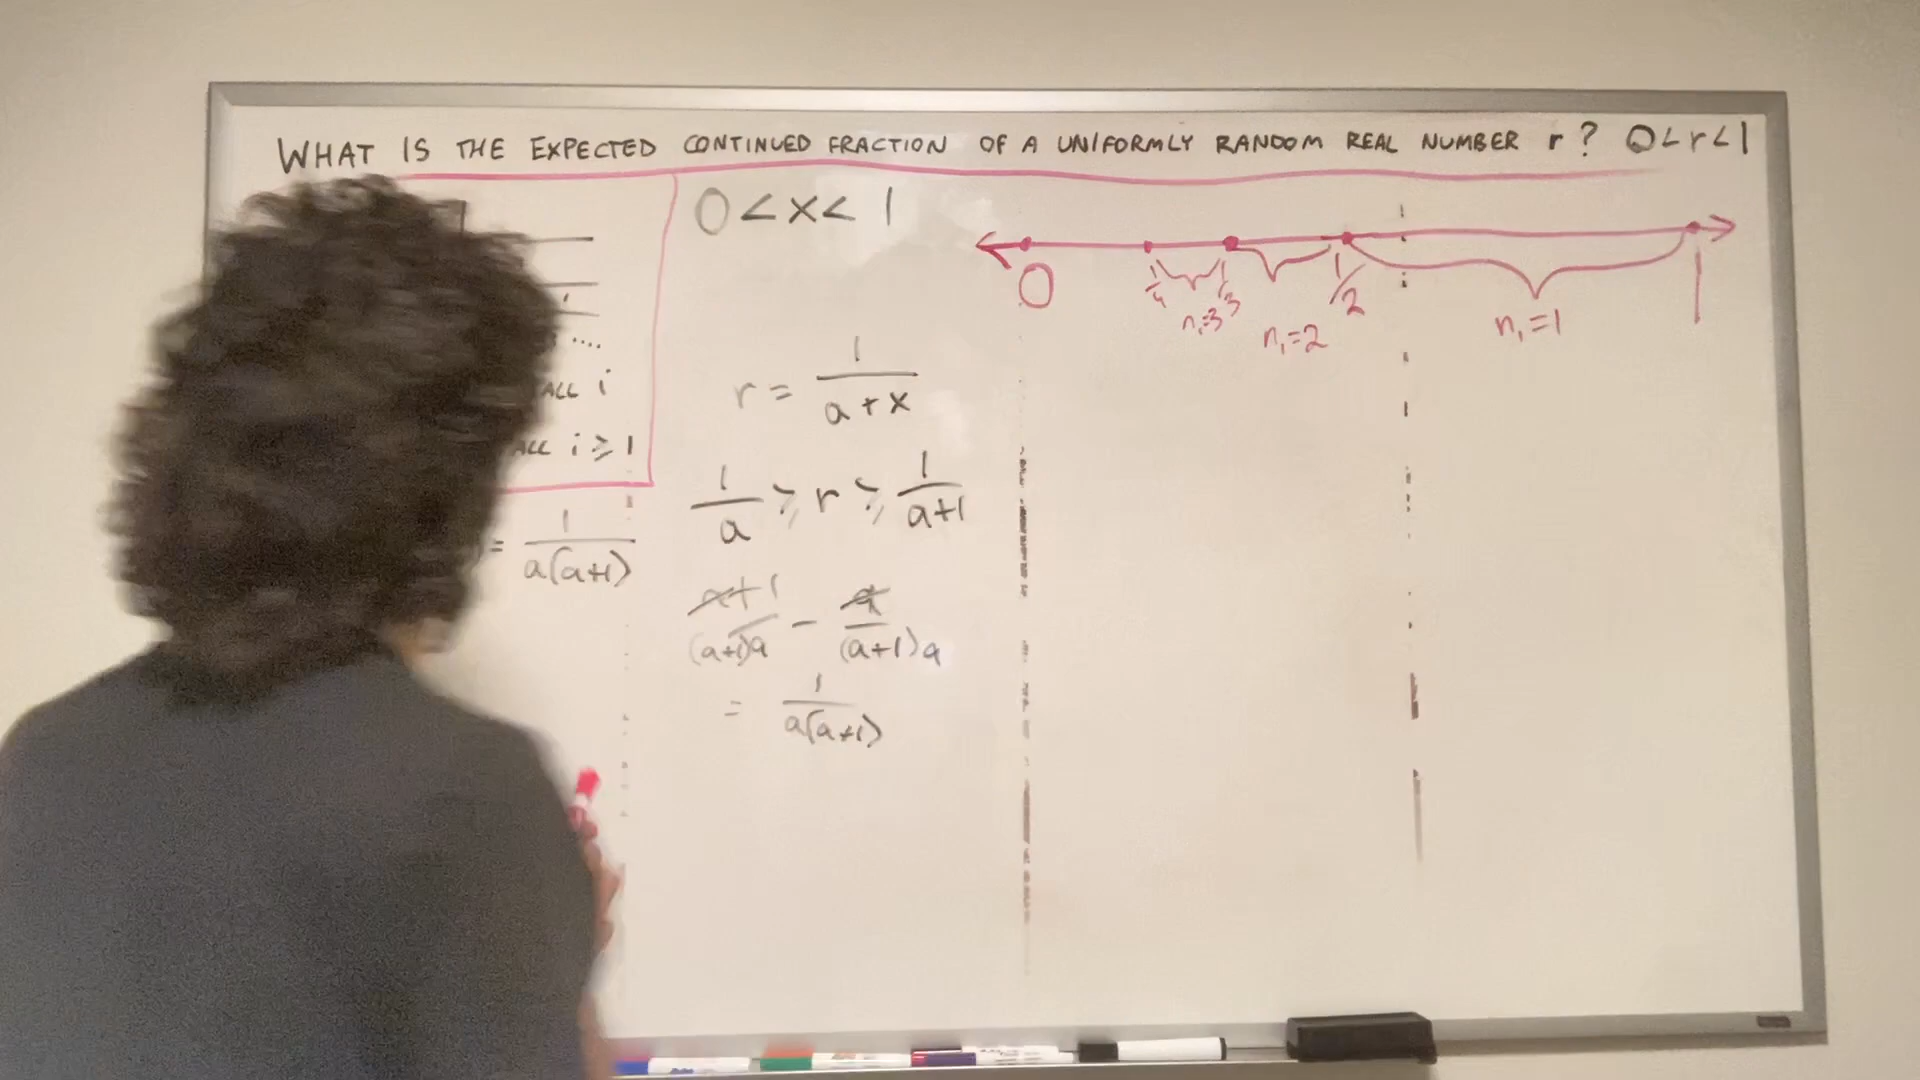 WHAT IS THE EXPECTED CONTINUED FRACTION OF A UNIFORMLY RANDOM REAL NUMBER r? 0<r<1
....
ALL i
ALL i ≥ 1
= 1/(a(a+1))
0 < x < 1
r = 1/(a+x)
1/a ≥ r ≥ 1/(a+1)
(a+1)/((a+1)a) - a/((a+1)a)
= 1/(a(a+1))
0 1/4 1/3 1/2 1
n₁=3 n₁=2 n₁=1